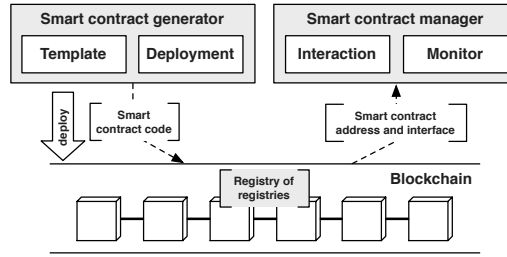 Smart contract generator
Template
Deployment
Smart contract manager
Interaction
Monitor
deploy
Smart
contract code
Smart contract
address and interface
Registry of
registries
Blockchain